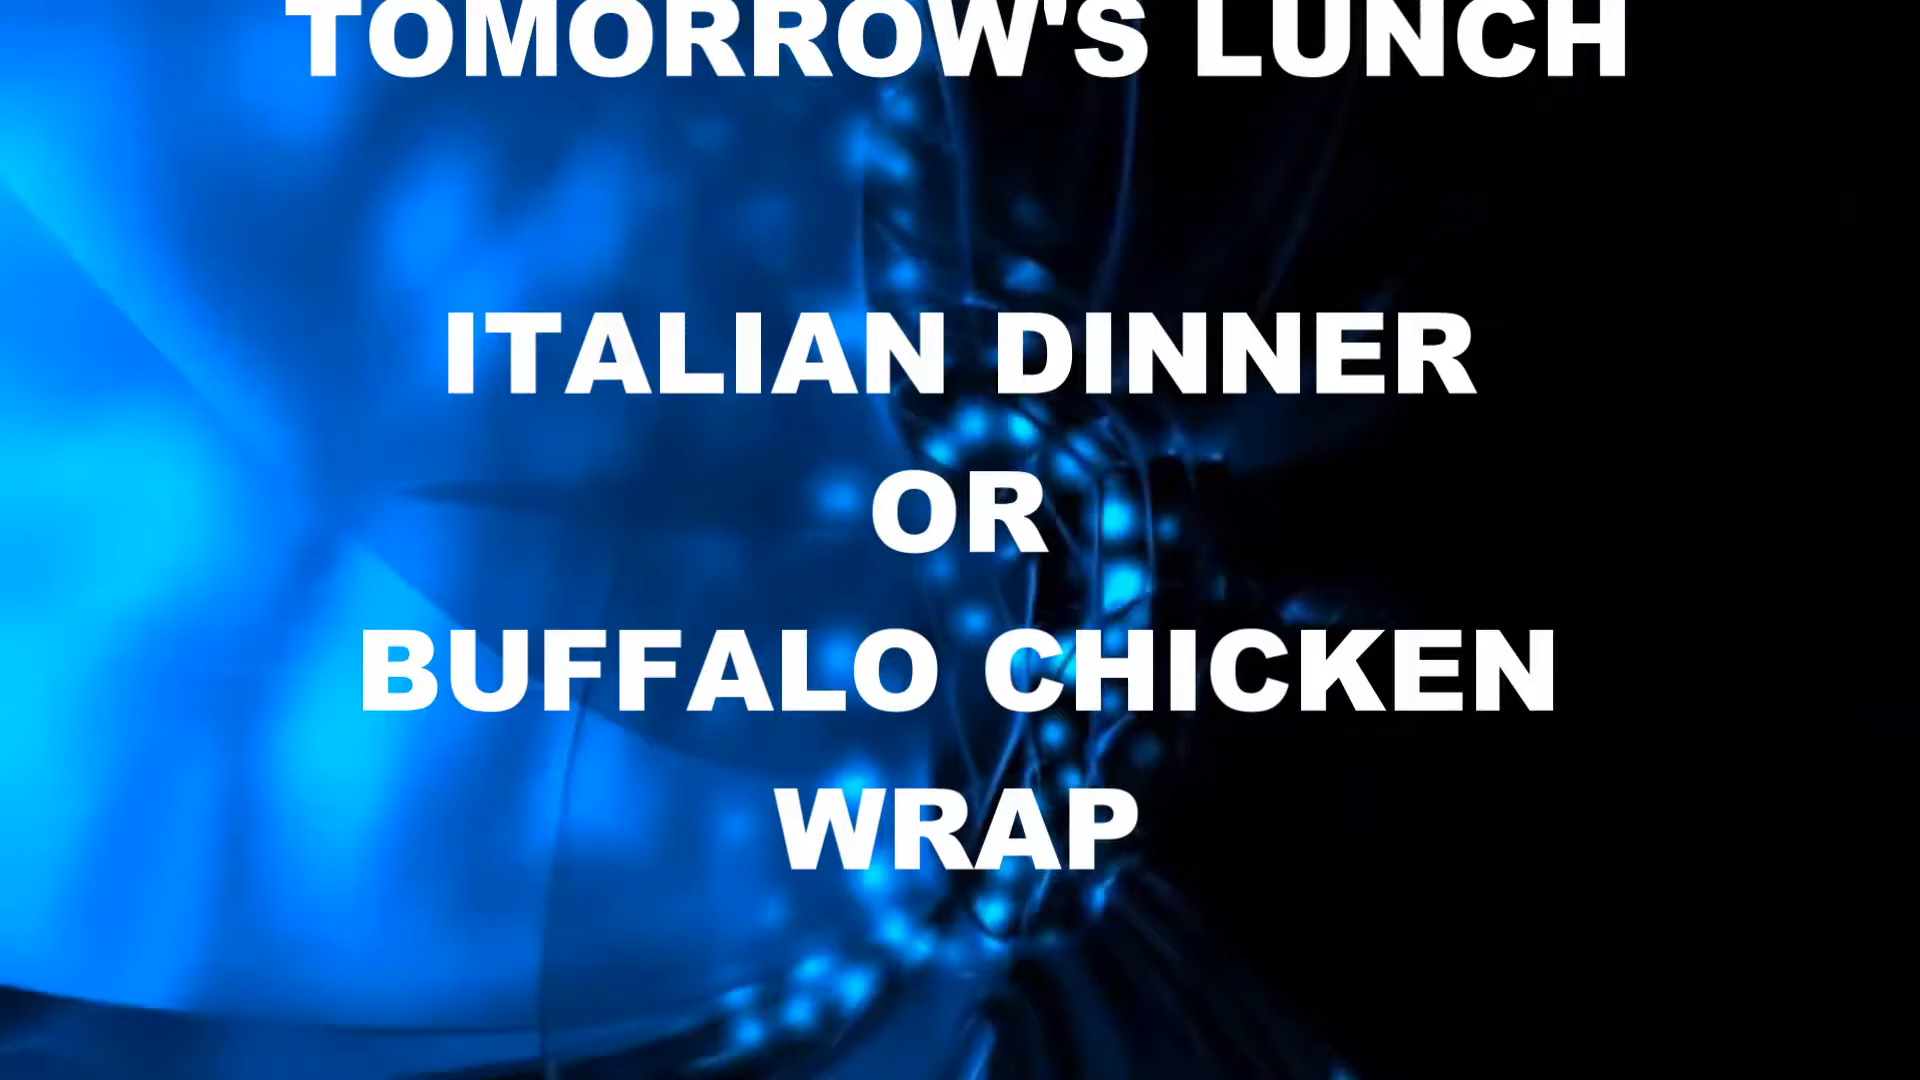 TOMORROW'S LUNCH
ITALIAN DINNER
OR
BUFFALO CHICKEN
WRAP